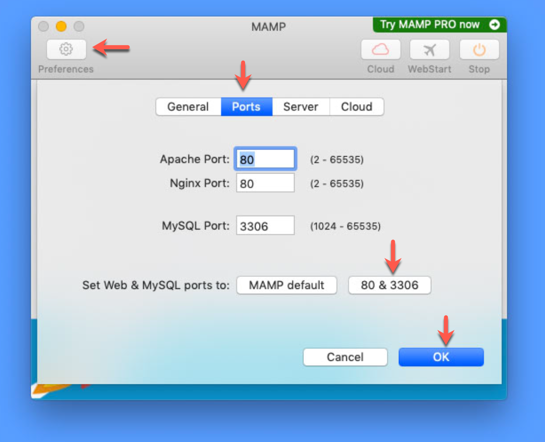 MAMP
Try MAMP PRO now
Preferences
Cloud WebStart Stop
General Ports Server Cloud
Apache Port: 80 (2 - 65535)
Nginx Port: 80 (2 - 65535)
MySQL Port: 3306 (1024 - 65535)
Set Web & MySQL ports to: MAMP default 80 & 3306
Cancel OK